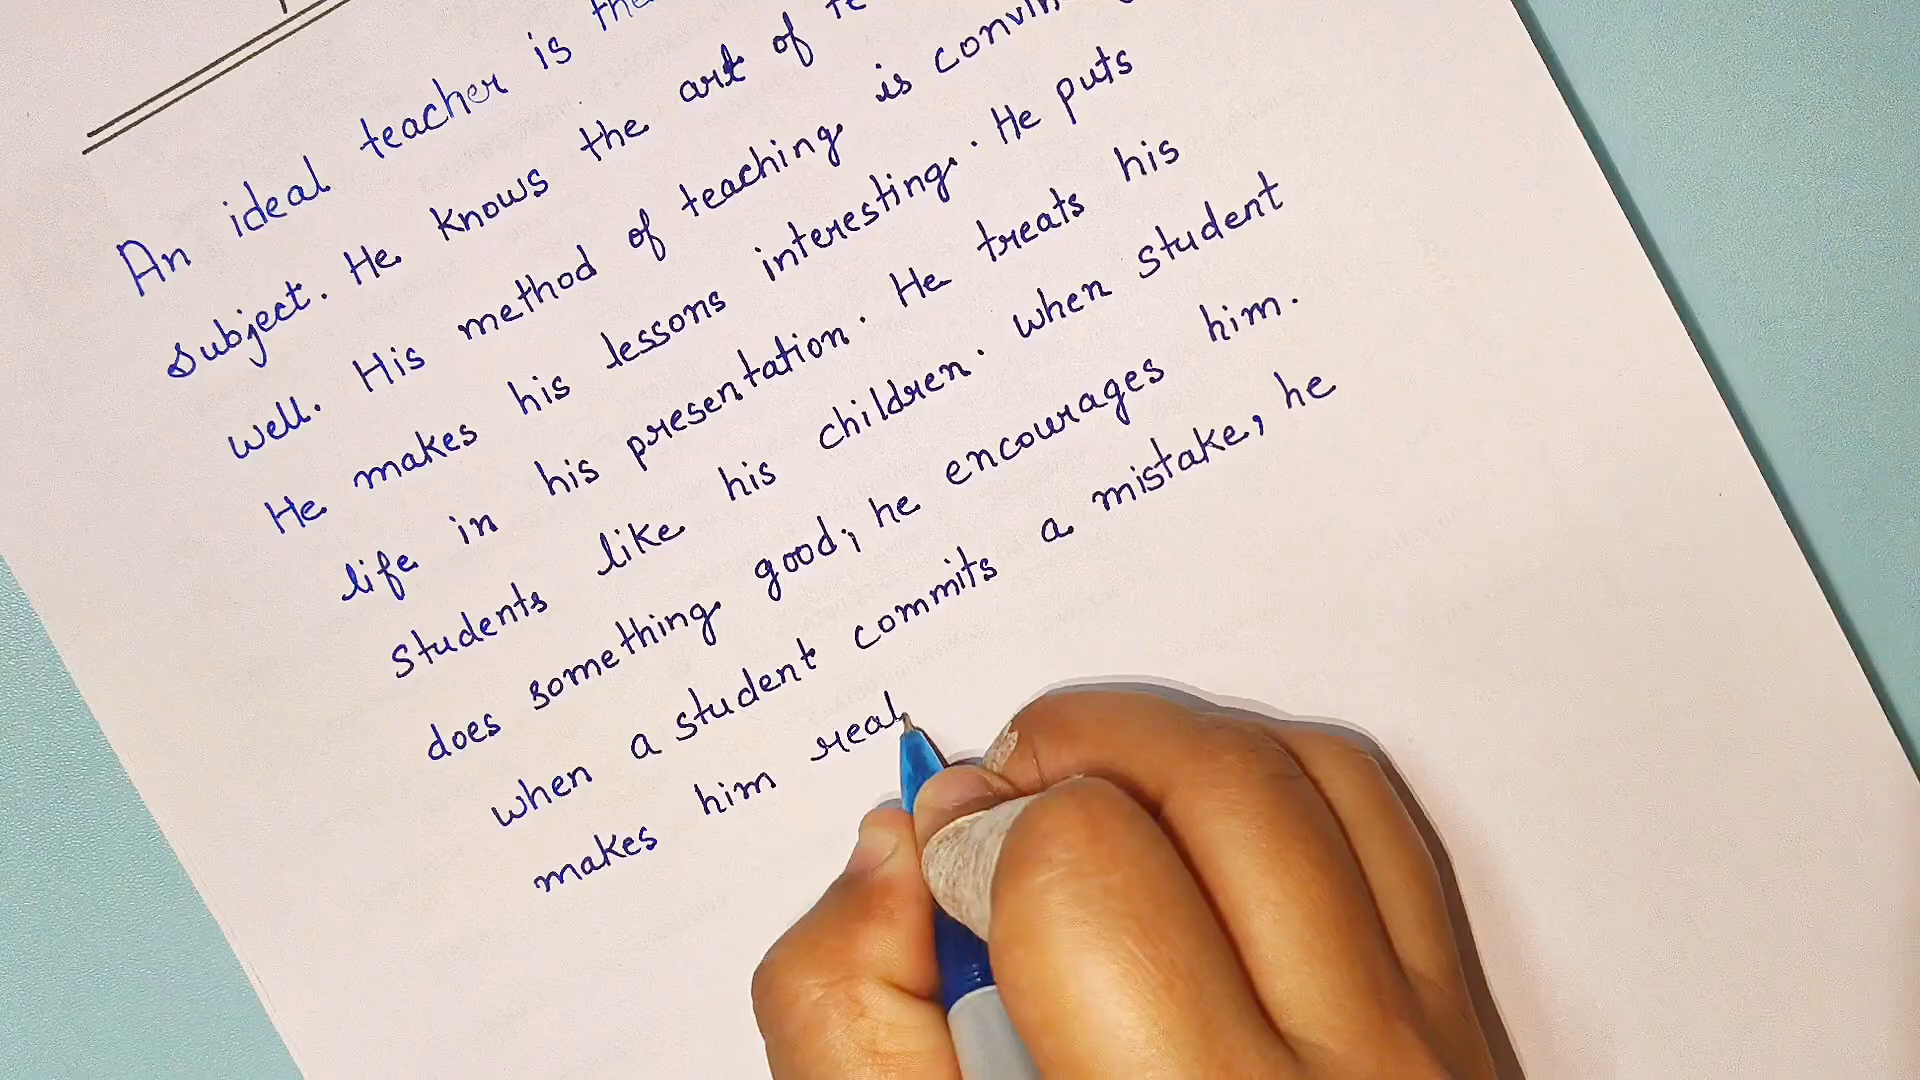 An ideal teacher is
subject. He knows the art of
well. His method of teaching is
He makes his lessons interesting. He puts
life in his presentation. He treats his
students like his children. when student
does something good; he encourages him.
when a student commits a mistake, he
makes him real